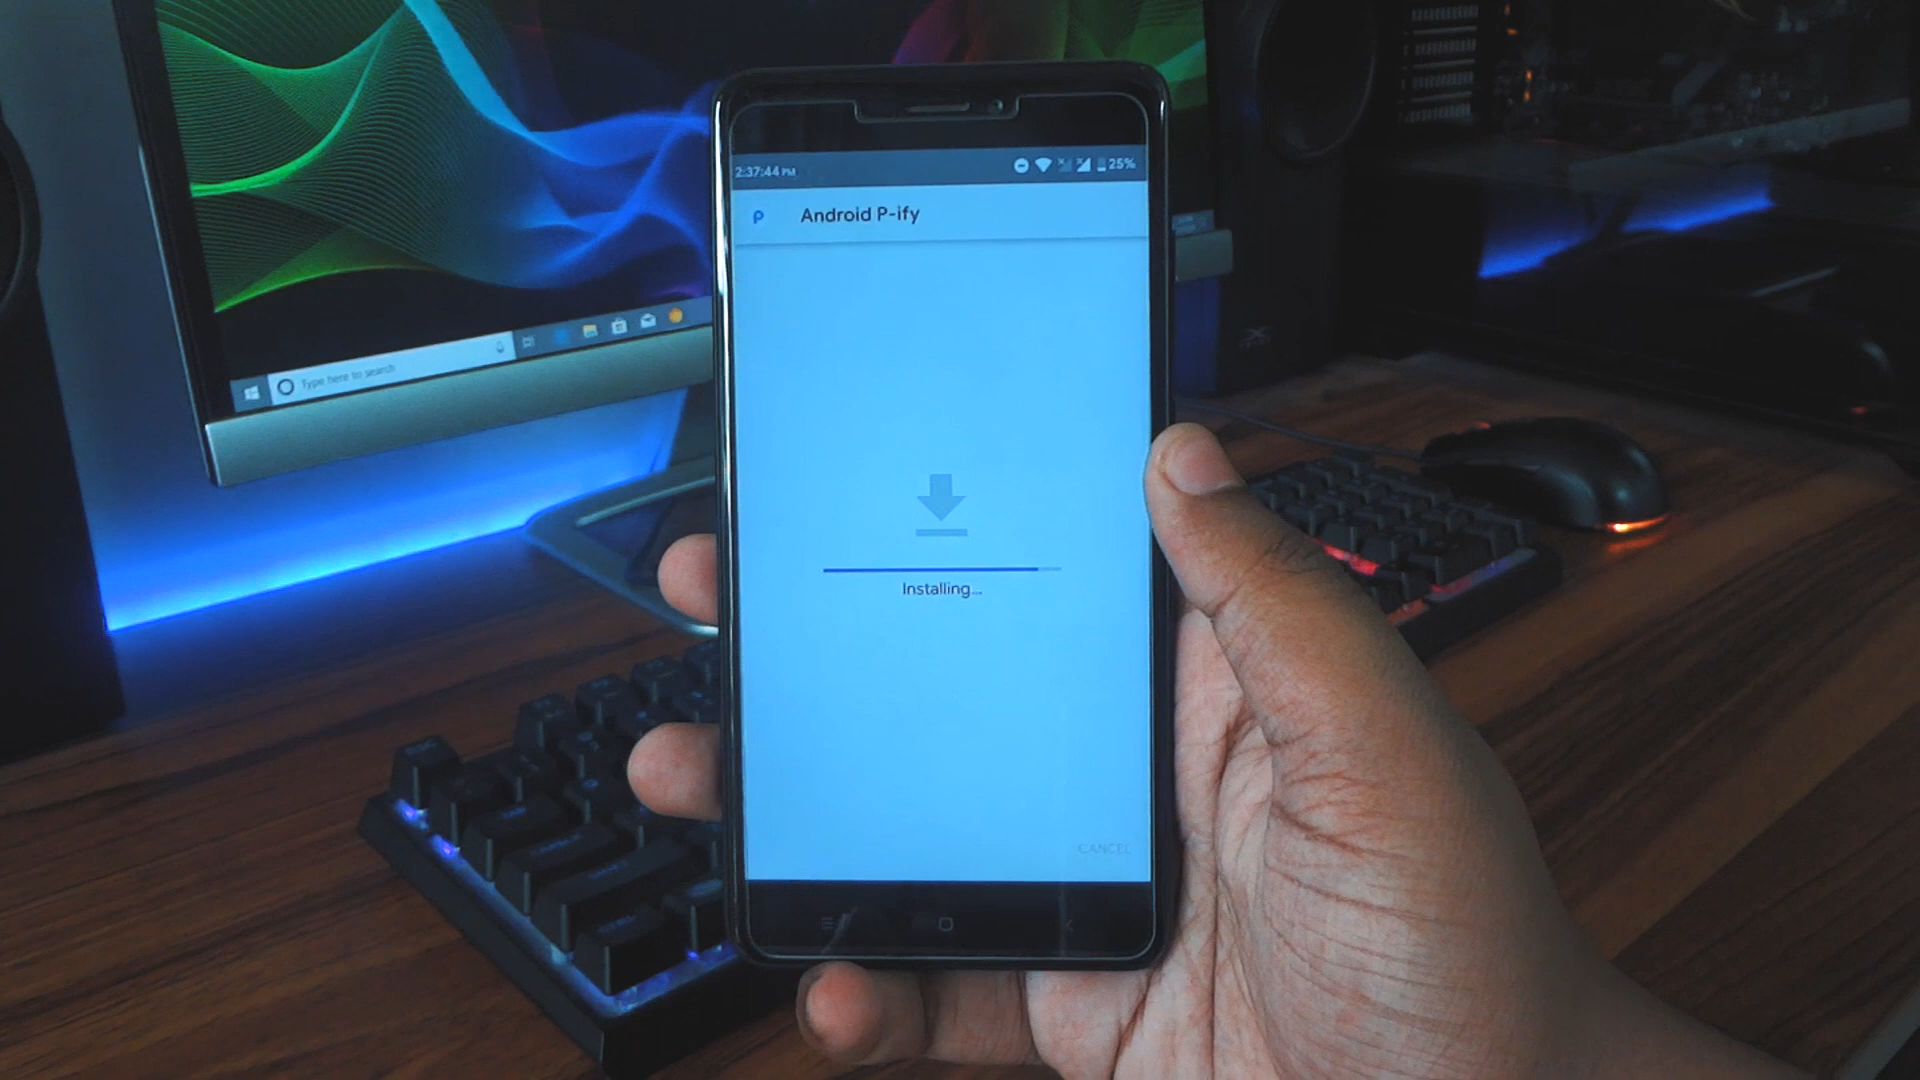 2:37:44 PM
25%
Android P-ify
Type here to search
Installing...
CANCEL